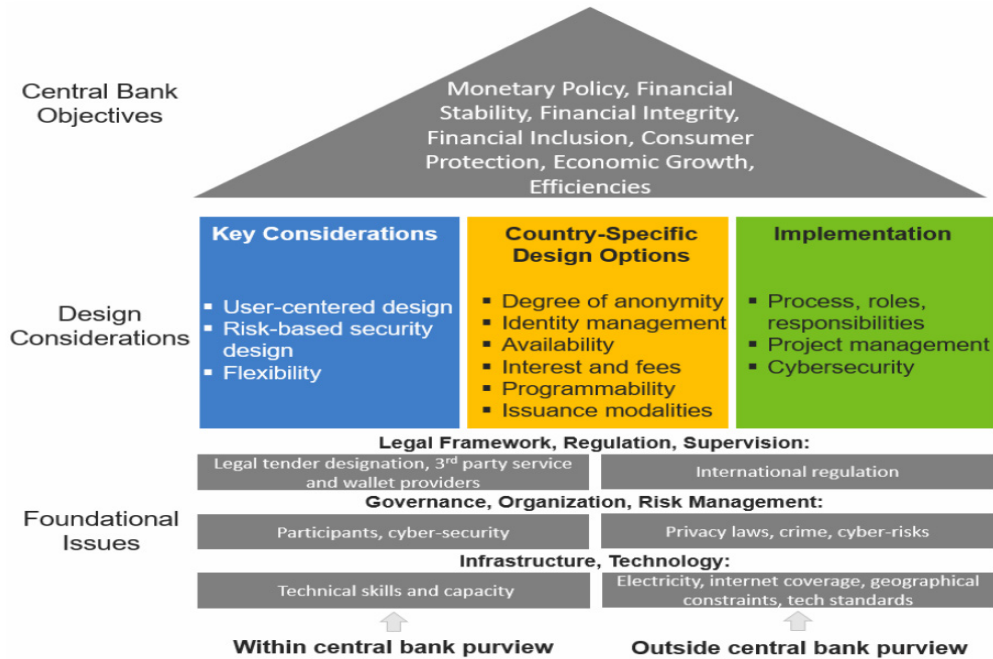 Central Bank
Objectives
Monetary Policy, Financial
Stability, Financial Integrity,
Financial Inclusion, Consumer
Protection, Economic Growth,
Efficiencies
Design
Considerations
Key Considerations
▪ User-centered design
▪ Risk-based security
design
▪ Flexibility
Country-Specific
Design Options
▪ Degree of anonymity
▪ Identity management
▪ Availability
▪ Interest and fees
▪ Programmability
▪ Issuance modalities
Implementation
▪ Process, roles,
responsibilities
▪ Project management
▪ Cybersecurity
Foundational
Issues
Legal Framework, Regulation, Supervision:
Legal tender designation, 3rd party service
and wallet providers
International regulation
Governance, Organization, Risk Management:
Participants, cyber-security
Privacy laws, crime, cyber-risks
Infrastructure, Technology:
Technical skills and capacity
Electricity, internet coverage, geographical
constraints, tech standards
Within central bank purview
Outside central bank purview